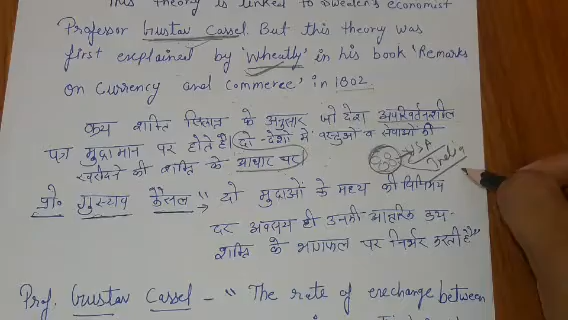 This theory is linked to Sweden's economist
Professor Gustav Cassel. But this theory was
first explained by 'Wheatly' in his book 'Remarks
on Currency and Commerce' in 1802.
क्रय शक्ति सिद्धान्त के अनुसार जो देश अपरिवर्तनशील
पत्र मुद्रामान पर होते हैं। दो देशो में वस्तुओ व सेवाओं की
खरीदने की शक्ति के आधार पर
USA
India
प्रो० गुस्टाव कैसल " दो मुद्राओं के मध्य की विनिमय
दर अवश्य ही उनकी आन्तरिक क्रय-
शक्ति के भागफल पर निर्भर करती है"
Prof. Gustav Cassel - " The rate of exchange between